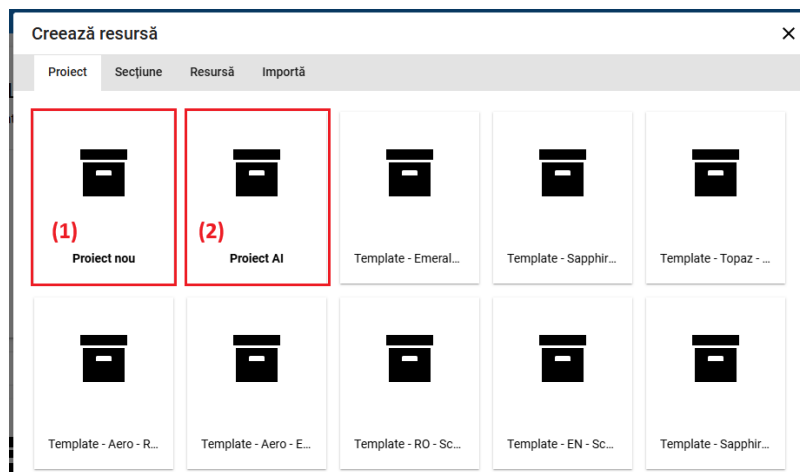 Creează resursă
Proiect Secțiune Resursă Importă
(1) (2)
Proiect nou Proiect AI Template - Emeral... Template - Sapphir... Template - Topaz - ...
Template - Aero - R... Template - Aero - E... Template - RO - Sc... Template - EN - Sc... Template - Sapphir...